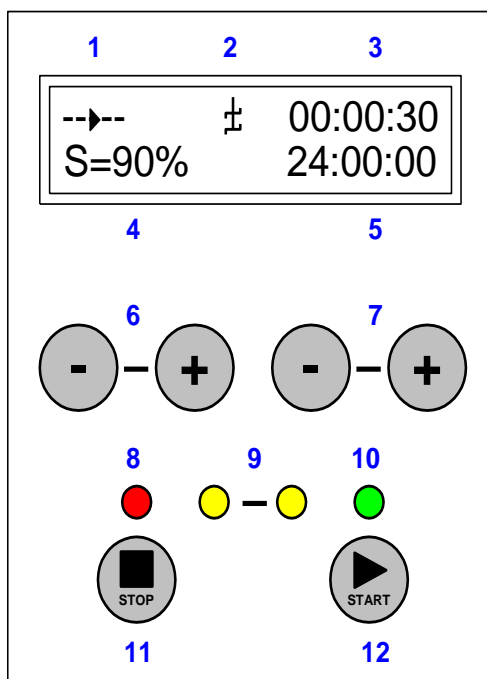 1 2 3
--▶-- 00:00:30
S=90% 24:00:00
4 5
6 7
- – + - – +
8 9 10
–
STOP START
11 12